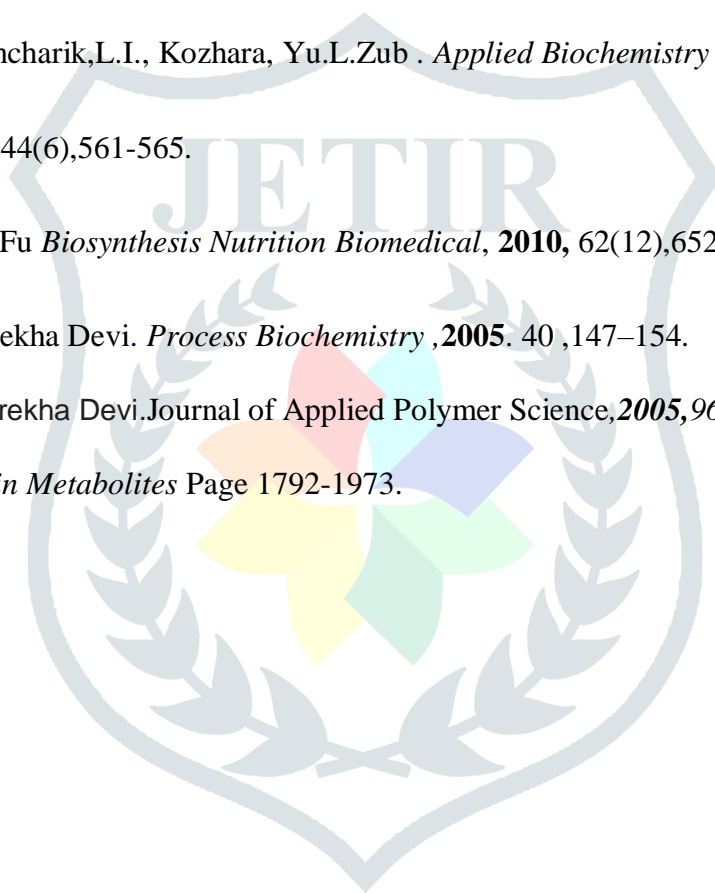 ncharik,L.I., Kozhara, Yu.L.Zub . Applied Biochemistry
JETIR
44(6),561-565.
Fu Biosynthesis Nutrition Biomedical, 2010, 62(12),652
ekha Devi. Process Biochemistry ,2005. 40 ,147–154.
rekha Devi.Journal of Applied Polymer Science,2005,96
in Metabolites Page 1792-1973.